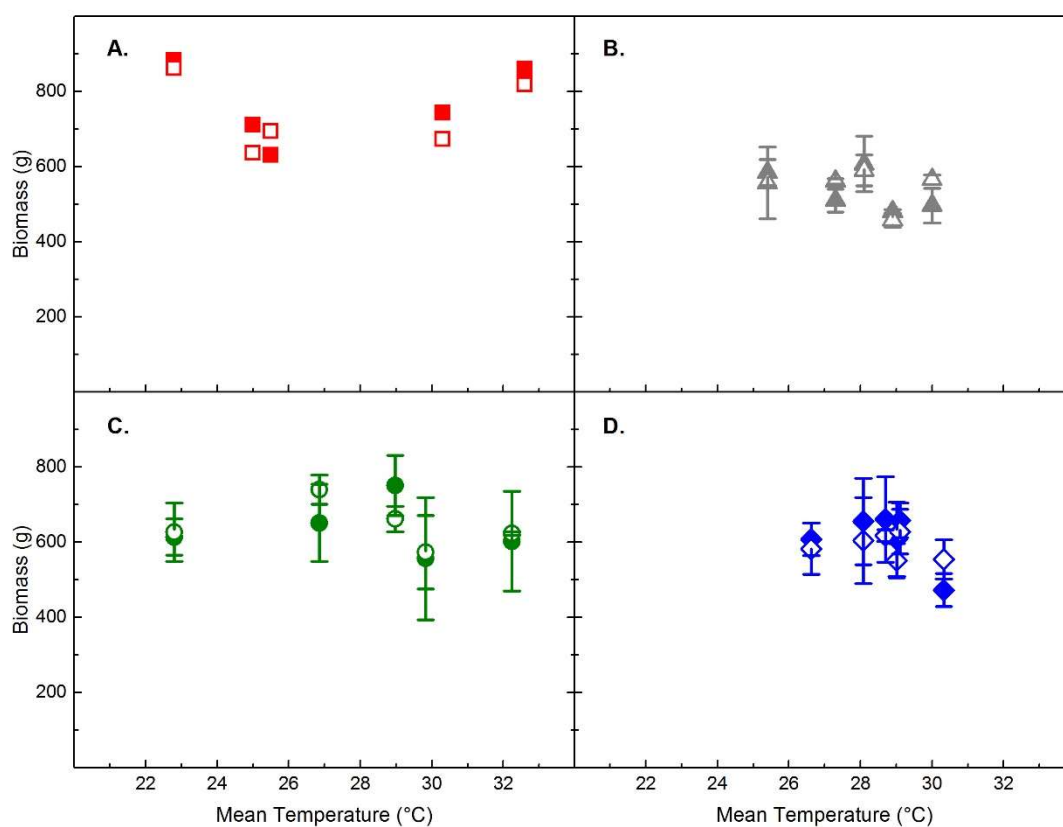 A.
B.
800
600
400
200
Biomass (g)
C.
D.
800
600
400
200
Biomass (g)
22 24 26 28 30 32
22 24 26 28 30
Mean Temperature (°C)
Mean Temperature (°C)